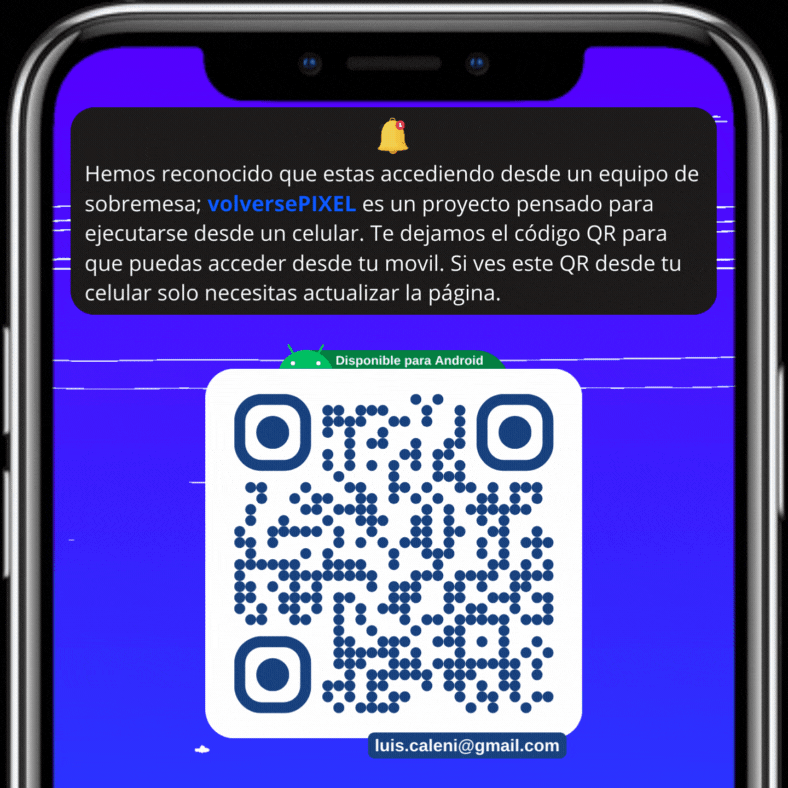 Hemos reconocido que estas accediendo desde un equipo de
sobremesa; volversePIXEL es un proyecto pensado para
ejecutarse desde un celular. Te dejamos el código QR para
que puedas acceder desde tu movil. Si ves este QR desde tu
celular solo necesitas actualizar la página.
Disponible para Android
luis.caleni@gmail.com